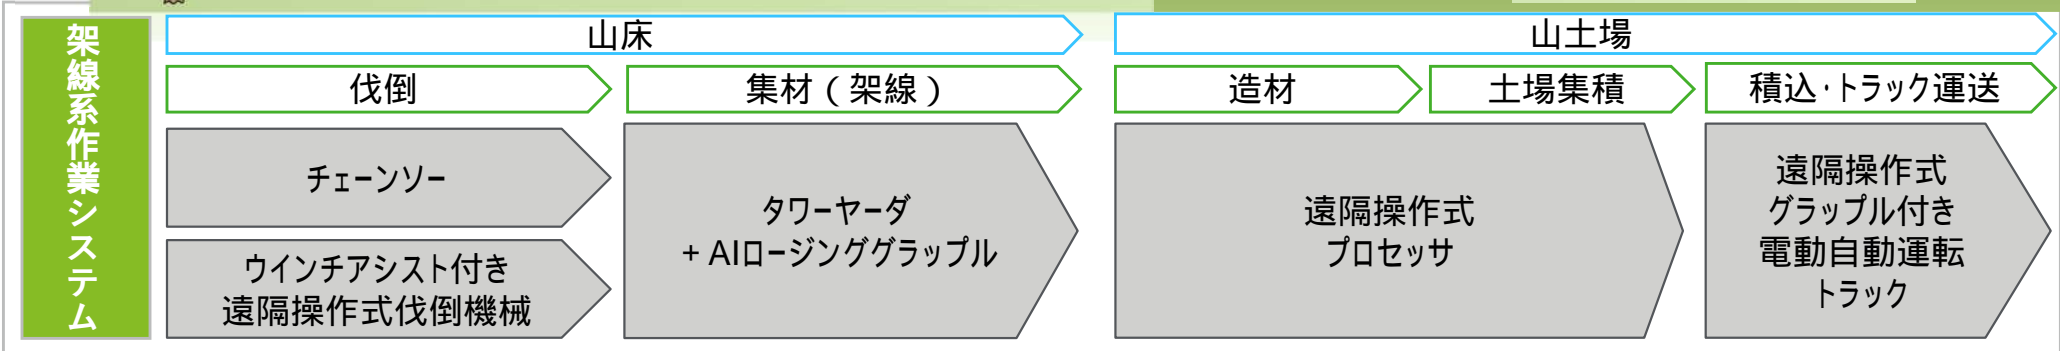 架線系作業システム
山床
山土場
伐倒
集材（架線）
造材
土場集積
積込・トラック運送
チェーンソー
ウインチアシスト付き
遠隔操作式伐倒機械
タワーヤーダ
+ AIロージンググラップル
遠隔操作式
プロセッサ
遠隔操作式
グラップル付き
電動自動運転
トラック